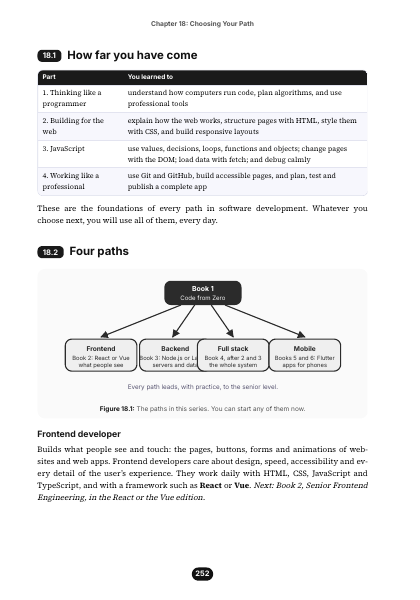 Chapter 18: Choosing Your Path
18.1 How far you have come
Part You learned to
1. Thinking like a programmer understand how computers run code, plan algorithms, and use professional tools
2. Building for the web explain how the web works, structure pages with HTML, style them with CSS, and build responsive layouts
3. JavaScript use values, decisions, loops, functions and objects; change pages with the DOM; load data with fetch; and debug calmly
4. Working like a professional use Git and GitHub, build accessible pages, and plan, test and publish a complete app
These are the foundations of every path in software development. Whatever you
choose next, you will use all of them, every day.
18.2 Four paths
Book 1
Code from Zero
Frontend
Book 2: React or Vue
what people see
Backend
Book 3: Node.js or La
servers and data
Full stack
Book 4, after 2 and 3
the whole system
Mobile
Books 5 and 6: Flutter
apps for phones
Every path leads, with practice, to the senior level.
Figure 18.1: The paths in this series. You can start any of them now.
Frontend developer
Builds what people see and touch: the pages, buttons, forms and animations of web-
sites and web apps. Frontend developers care about design, speed, accessibility and ev-
ery detail of the user's experience. They work daily with HTML, CSS, JavaScript and
TypeScript, and with a framework such as React or Vue. Next: Book 2, Senior Frontend
Engineering, in the React or the Vue edition.
252